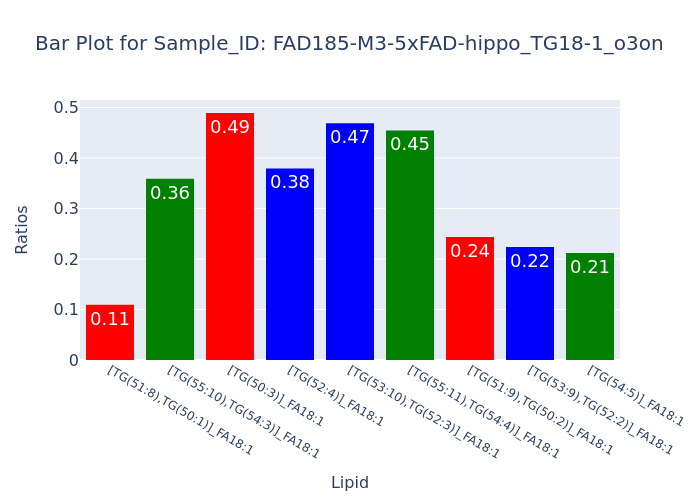 Bar Plot for Sample_ID: FAD185-M3-5xFAD-hippo_TG18-1_o3on
Ratios
0.5
0.4
0.3
0.2
0.1
0
0.11
0.36
0.49
0.38
0.47
0.45
0.24
0.22
0.21
[TG(51:8),TG(50:1)]_FA18:1
[TG(55:10),TG(54:3)]_FA18:1
[TG(50:3)]_FA18:1
[TG(52:4)]_FA18:1
[TG(53:10),TG(52:3)]_FA18:1
[TG(55:11),TG(54:4)]_FA18:1
[TG(51:9),TG(50:2)]_FA18:1
[TG(53:9),TG(52:2)]_FA18:1
[TG(54:5)]_FA18:1
Lipid